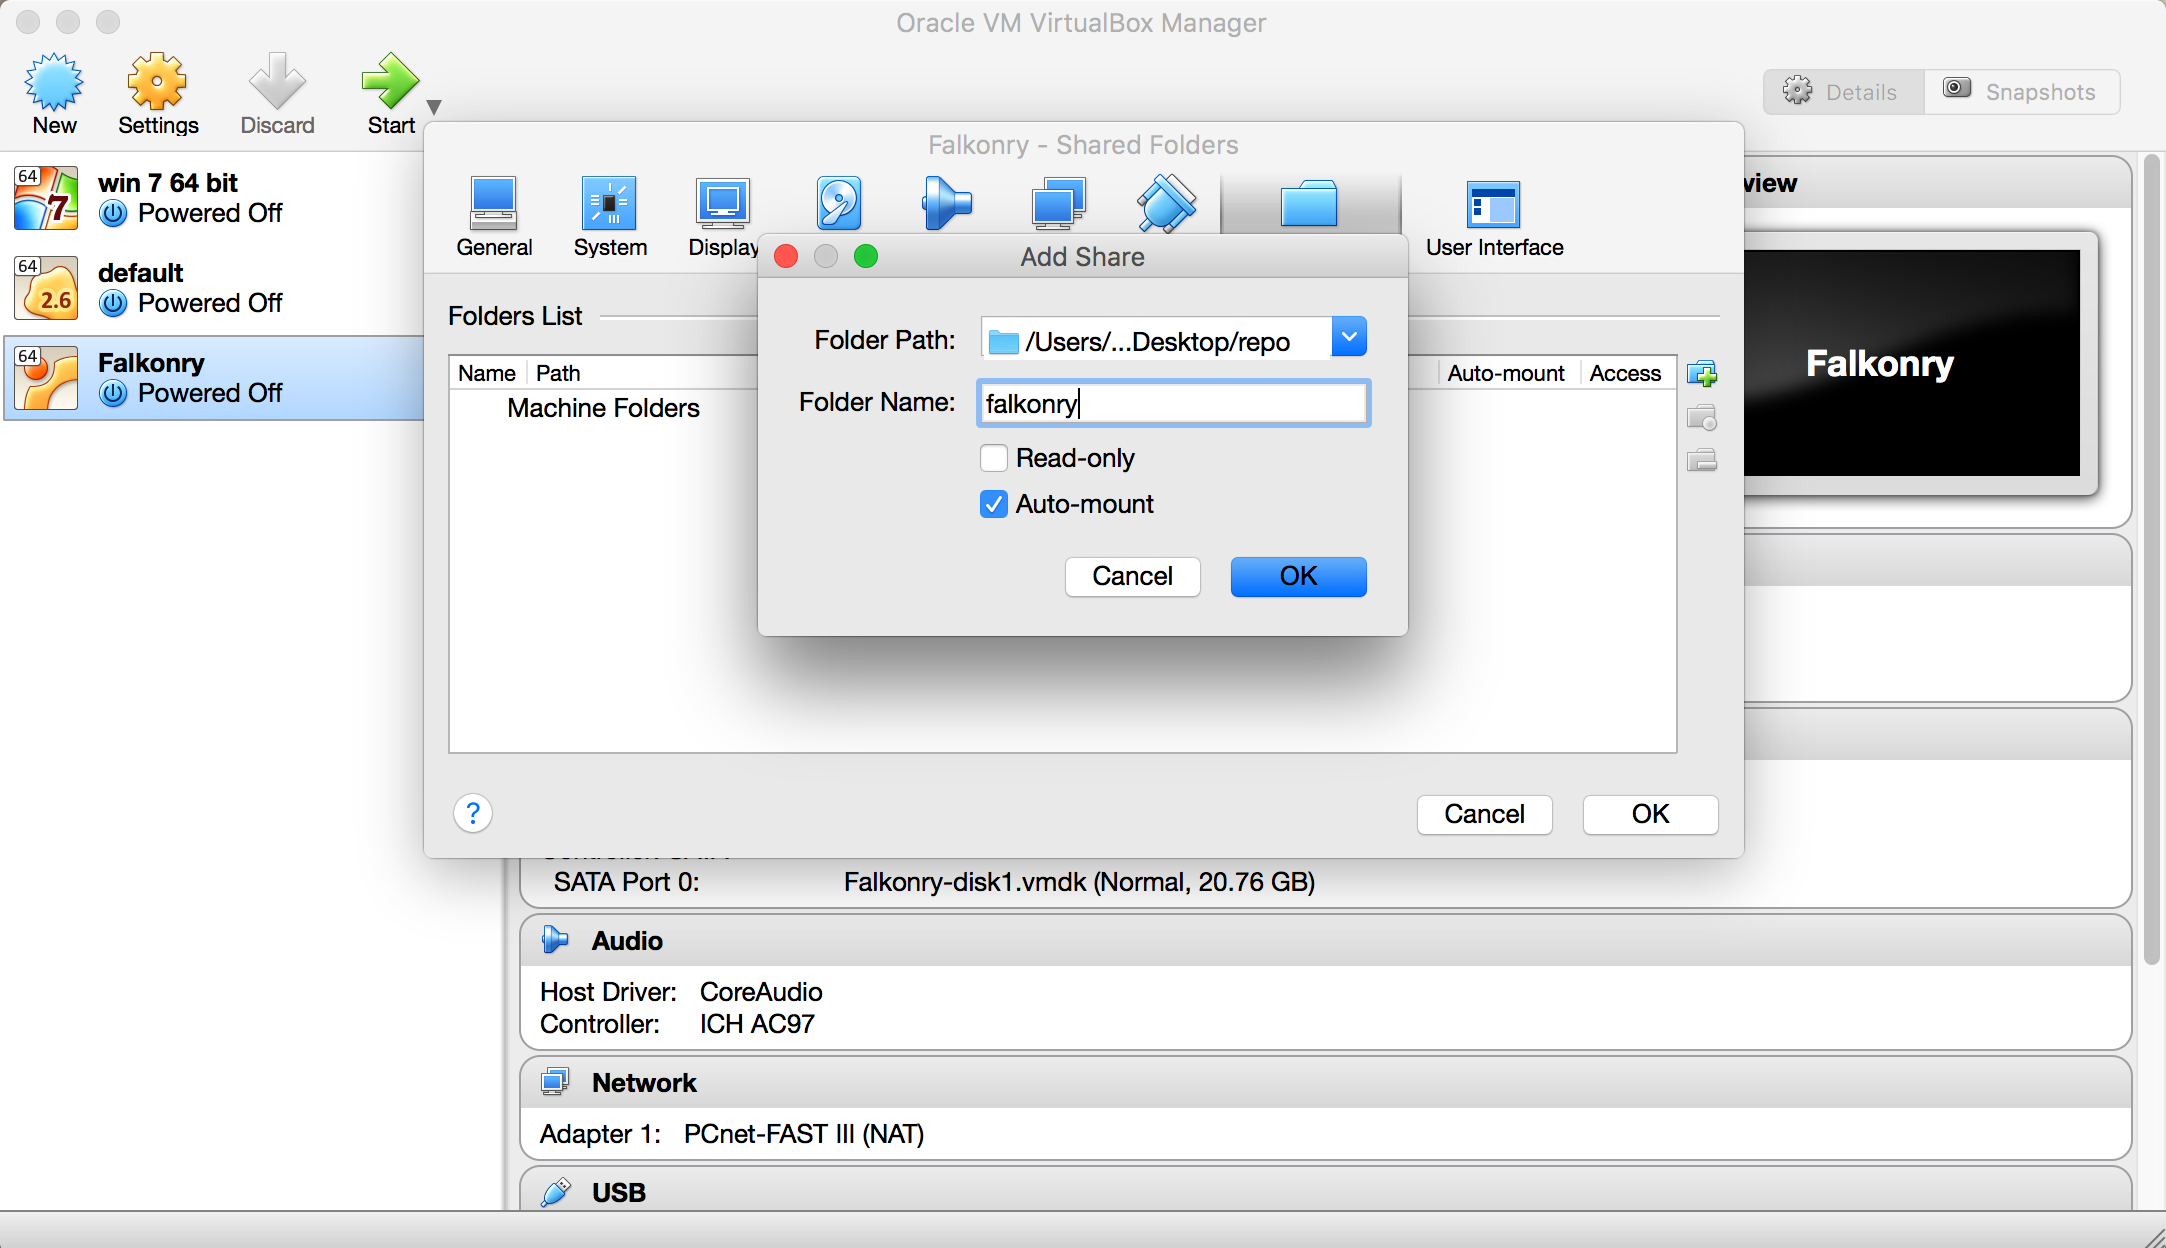 Oracle VM VirtualBox Manager
New
Settings
Discard
Start
Details
Snapshots
64
7
win 7 64 bit
Powered Off
64
2.6
default
Powered Off
64
Falkonry
Powered Off
Falkonry - Shared Folders
General
System
Display
User Interface
view
Falkonry
Folders List
Name
Path
Auto-mount
Access
Machine Folders
Add Share
Folder Path:
/Users/...Desktop/repo
Folder Name:
falkonry
Read-only
Auto-mount
Cancel
OK
?
Cancel
OK
SATA Port 0:
Falkonry-disk1.vmdk (Normal, 20.76 GB)
Audio
Host Driver:
CoreAudio
Controller:
ICH AC97
Network
Adapter 1:
PCnet-FAST III (NAT)
USB